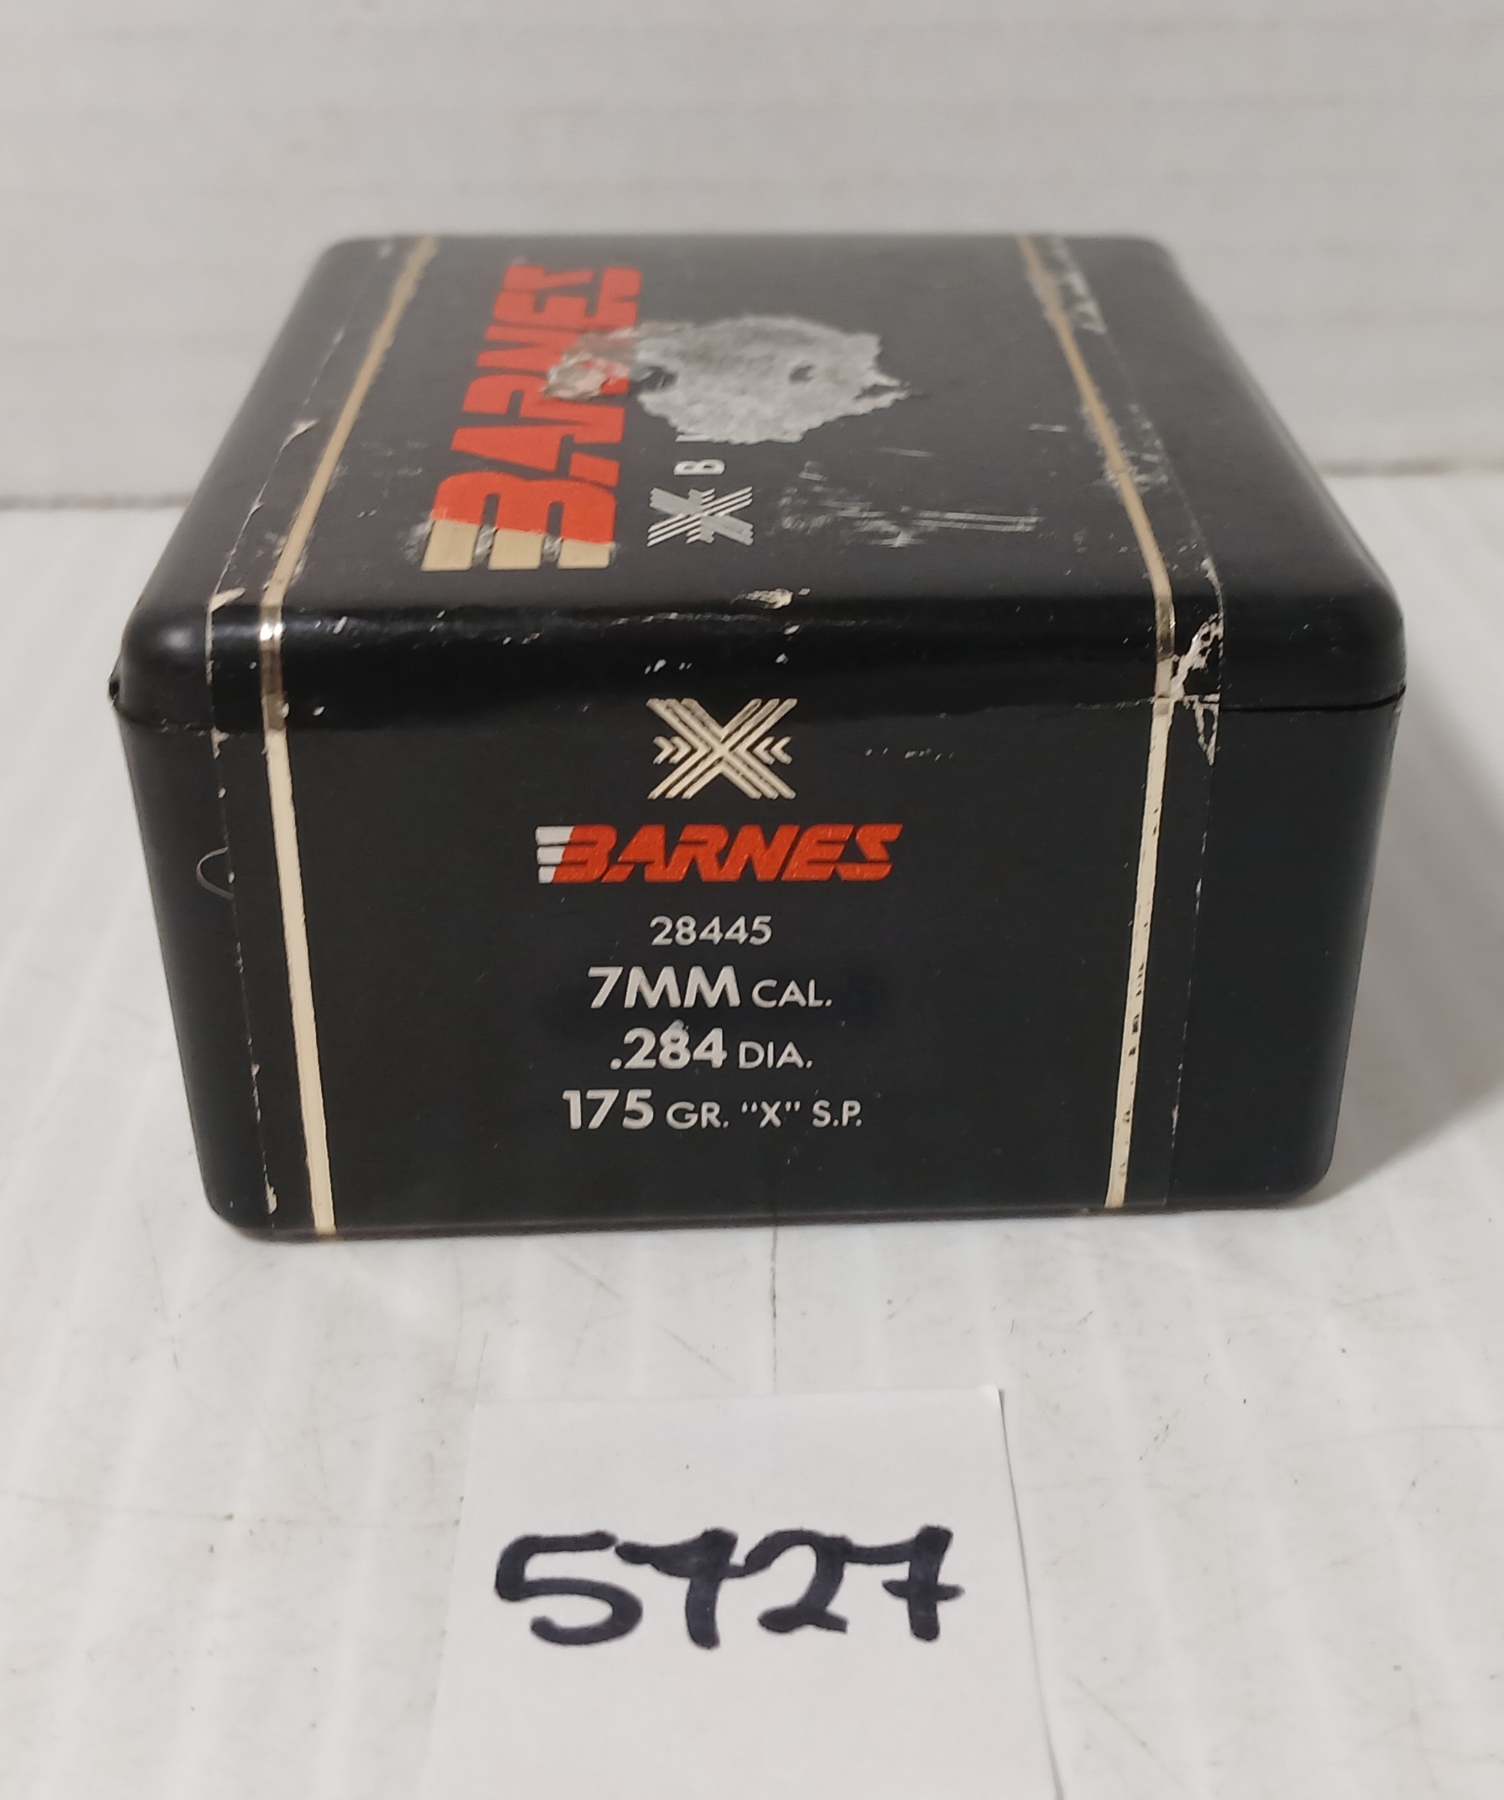 BARNES
X B
X
BARNES
28445
7MM CAL.
.284 DIA.
175 GR. "X" S.P.
5727